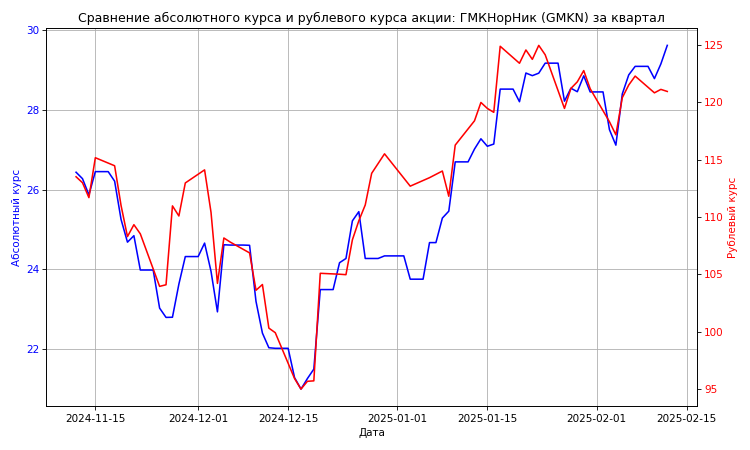 Сравнение абсолютного курса и рублевого курса акции: ГМКНорНик (GMKN) за квартал
30
28
26
24
22
Абсолютный курс
125
120
115
110
105
100
95
Рублевый курс
2024-11-15 2024-12-01 2024-12-15 2025-01-01 2025-01-15 2025-02-01 2025-02-15
Дата